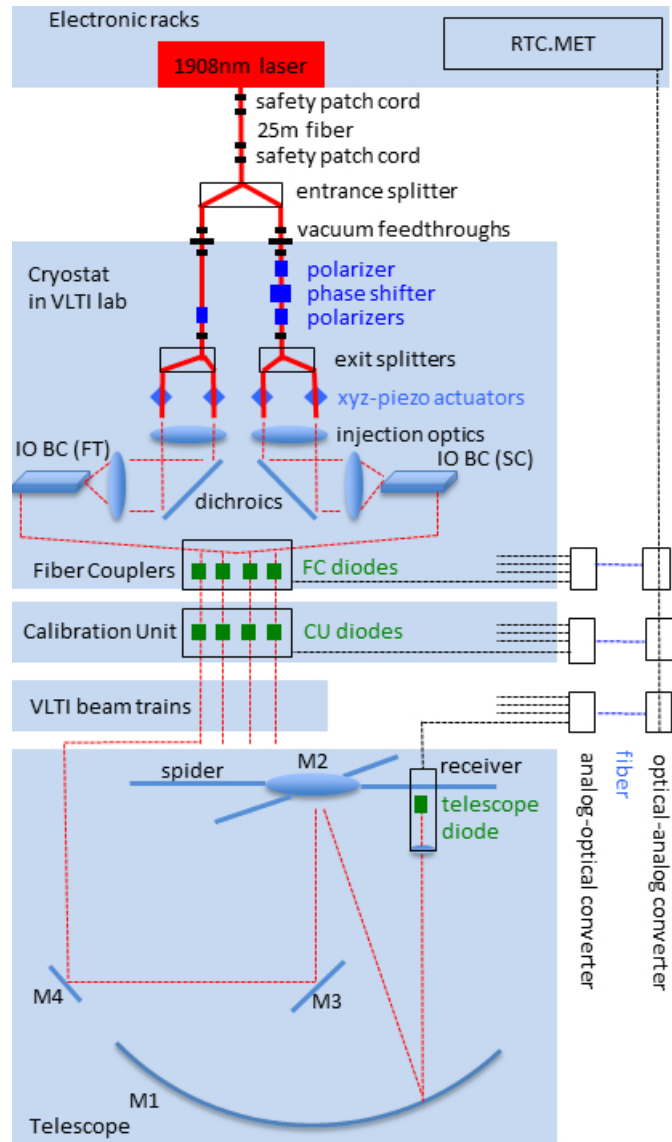 Electronic racks
RTC.MET
1908nm laser
safety patch cord
25m fiber
safety patch cord
entrance splitter
vacuum feedthroughs
Cryostat
in VLTI lab
polarizer
phase shifter
polarizers
exit splitters
xyz-piezo actuators
injection optics
IO BC (FT)
IO BC (SC)
dichroics
Fiber Couplers
FC diodes
Calibration Unit
CU diodes
VLTI beam trains
M2
spider
receiver
telescope
diode
analog-optical converter
fiber
optical-analog converter
M4
M3
M1
Telescope